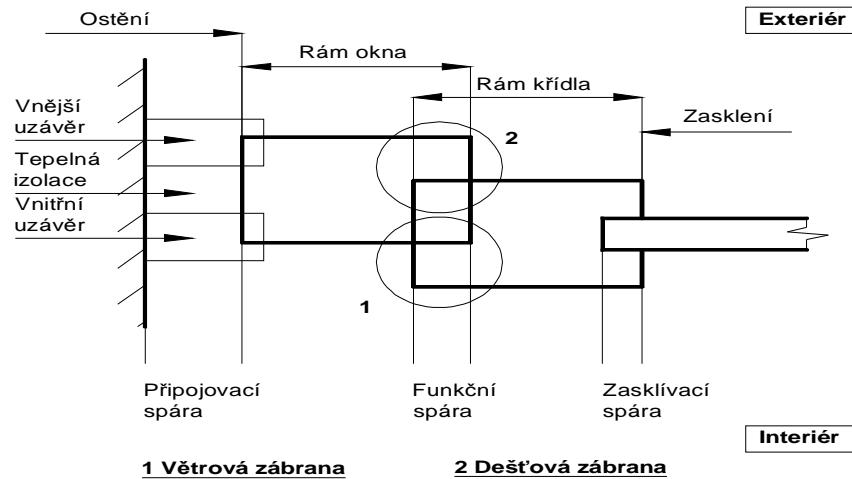 Ostění
Exteriér
Rám okna
Rám křídla
Vnější
uzávěr
2
Zasklení
Tepelná
izolace
Vnitřní
uzávěr
1
Připojovací
spára
Funkční
spára
Zasklívací
spára
Interiér
1 Větrová zábrana
2 Dešťová zábrana